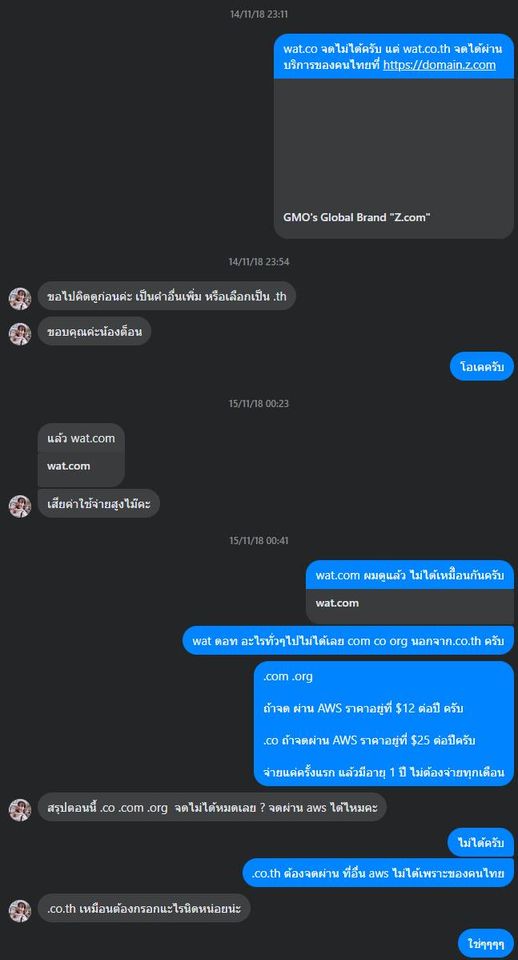 14/11/18 23:11
wat.co จดไม่ได้ครับ แต่ wat.co.th จดได้ผ่าน
บริการของคนไทยที่ https://domain.z.com
GMO's Global Brand "Z.com"
14/11/18 23:54
ขอไปคิดดูก่อนค่ะ เป็นคำอื่นเพิ่ม หรือเลือกเป็น .th
ขอบคุณค่ะน้องต็อน
โอเคครับ
15/11/18 00:23
แล้ว wat.com
wat.com
เสียค่าใช้จ่ายสูงไม๊คะ
15/11/18 00:41
wat.com ผมดูแล้ว ไม่ได้เหมือนกันครับ
wat.com
wat ดอท อะไรทั่วๆไปไม่ได้เลย com co org นอกจาก.co.th ครับ
.com .org
ถ้าจด ผ่าน AWS ราคาอยู่ที่ $12 ต่อปี ครับ
.co ถ้าจดผ่าน AWS ราคาอยู่ที่ $25 ต่อปีครับ
จ่ายแค่ครั้งแรก แล้วมีอายุ 1 ปี ไม่ต้องจ่ายทุกเดือน
สรุปตอนนี้ .co .com .org จดไม่ได้หมดเลย ? จดผ่าน aws ได้ไหมคะ
ไม่ได้ครับ
.co.th ต้องจดผ่าน ที่อื่น aws ไม่ได้เพราะของคนไทย
.co.th เหมือนต้องกรอกแะไรนิดหน่อยน่ะ
ใช่ๆๆๆๆ